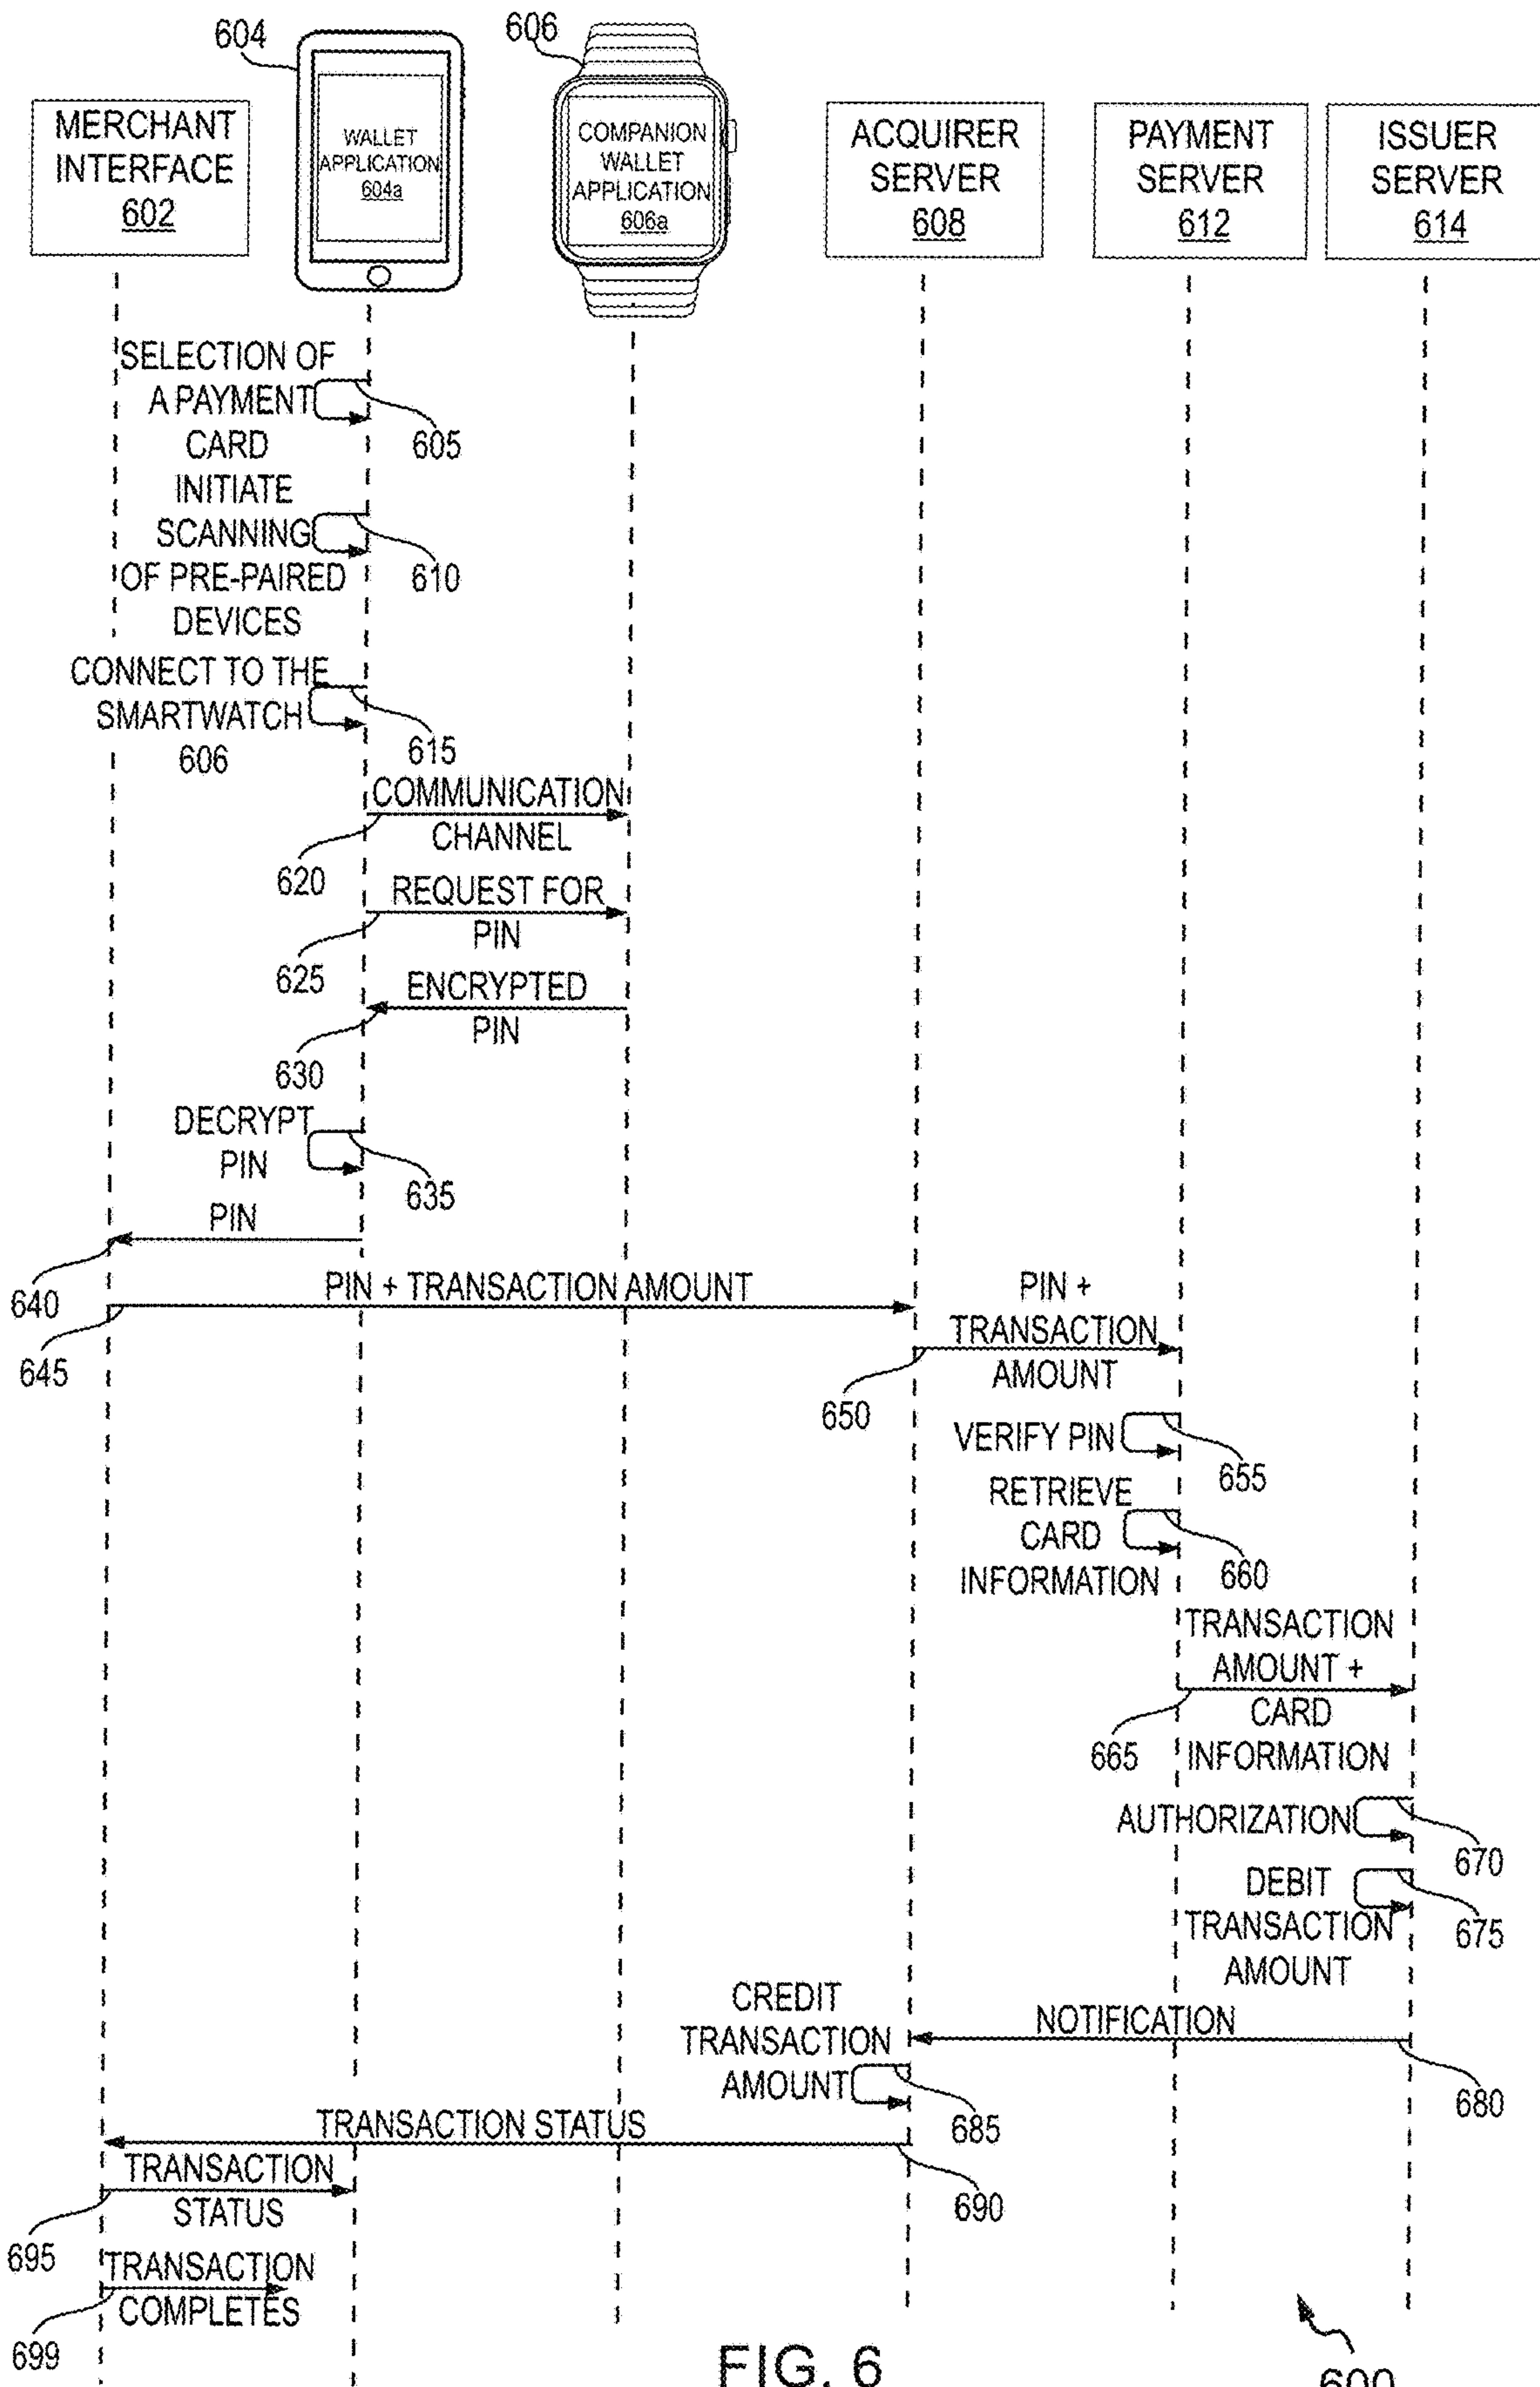 604
606
MERCHANT
INTERFACE
602
WALLET
APPLICATION
604a
COMPANION
WALLET
APPLICATION
606a
ACQUIRER
SERVER
608
PAYMENT
SERVER
612
ISSUER
SERVER
614
SELECTION OF
A PAYMENT
CARD
605
INITIATE
SCANNING
OF PRE-PAIRED
DEVICES
610
CONNECT TO THE
SMARTWATCH
606
615
COMMUNICATION
CHANNEL
620
REQUEST FOR
PIN
625
ENCRYPTED
PIN
630
DECRYPT
PIN
635
PIN
640
PIN + TRANSACTION AMOUNT
645
PIN +
TRANSACTION
AMOUNT
650
VERIFY PIN
655
RETRIEVE
CARD
INFORMATION
660
TRANSACTION
AMOUNT +
CARD
INFORMATION
665
AUTHORIZATION
670
DEBIT
TRANSACTION
AMOUNT
675
NOTIFICATION
680
CREDIT
TRANSACTION
AMOUNT
685
TRANSACTION STATUS
690
TRANSACTION
STATUS
695
TRANSACTION
COMPLETES
699
FIG. 6
600